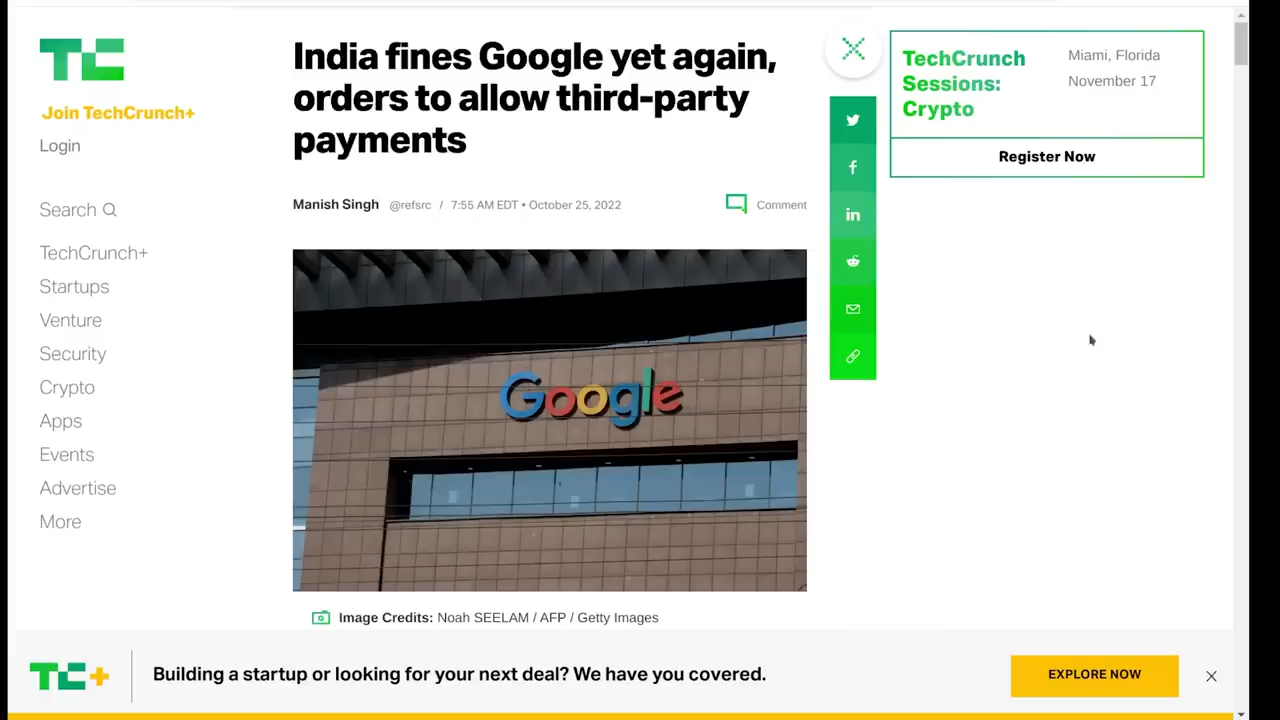 TC
Join TechCrunch+
Login
Search
TechCrunch+
Startups
Venture
Security
Crypto
Apps
Events
Advertise
More
India fines Google yet again,
orders to allow third-party
payments
Manish Singh @refsrc / 7:55 AM EDT • October 25, 2022
Comment
Google
Image Credits: Noah SEELAM / AFP / Getty Images
TechCrunch
Sessions:
Crypto
Miami, Florida
November 17
Register Now
TC+
Building a startup or looking for your next deal? We have you covered.
EXPLORE NOW